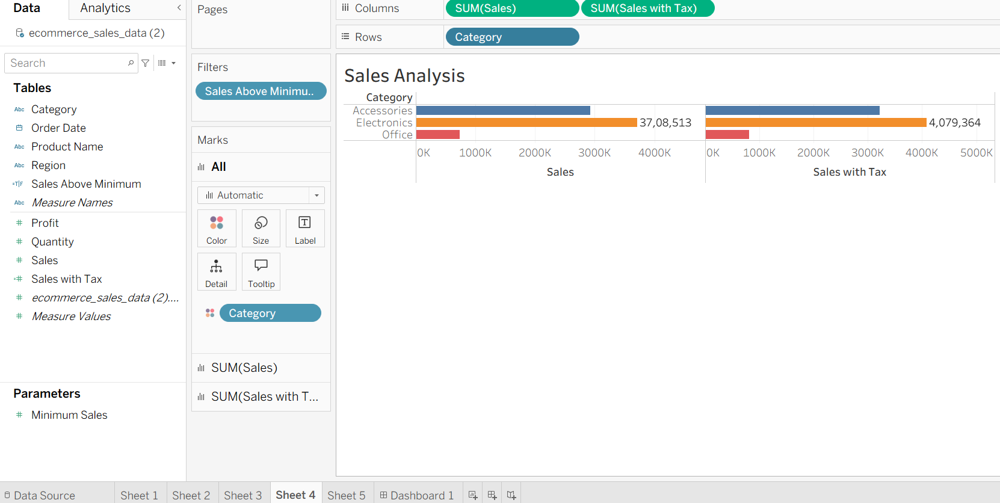 Data
Analytics
ecommerce_sales_data (2)
Search
Tables
Abc Category
Order Date
Abc Product Name
Abc Region
=T|F Sales Above Minimum
Abc Measure Names
# Profit
# Quantity
# Sales
=# Sales with Tax
# ecommerce_sales_data (2)....
# Measure Values
Parameters
# Minimum Sales
Pages
Filters
Sales Above Minimu..
Marks
All
Automatic
Color
Size
Label
Detail
Tooltip
Category
SUM(Sales)
SUM(Sales with T...
Columns
SUM(Sales)
SUM(Sales with Tax)
Rows
Category
Sales Analysis
Category
Accessories
Electronics 37,08,513 4,079,364
Office
0K 1000K 2000K 3000K 4000K 0K 1000K 2000K 3000K 4000K 5000K
Sales
Sales with Tax
Data Source
Sheet 1
Sheet 2
Sheet 3
Sheet 4
Sheet 5
Dashboard 1